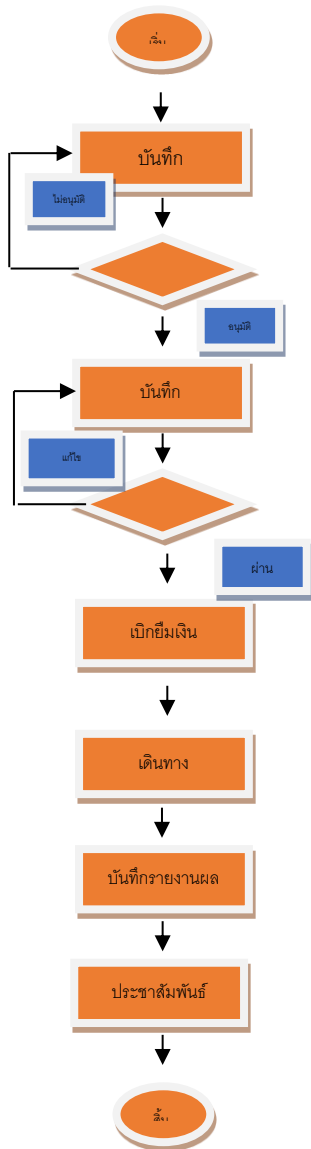 เริ่ม
บันทึก
ไม่อนุมัติ
อนุมัติ
บันทึก
แก้ไข
ผ่าน
เบิกยืมเงิน
เดินทาง
บันทึกรายงานผล
ประชาสัมพันธ์